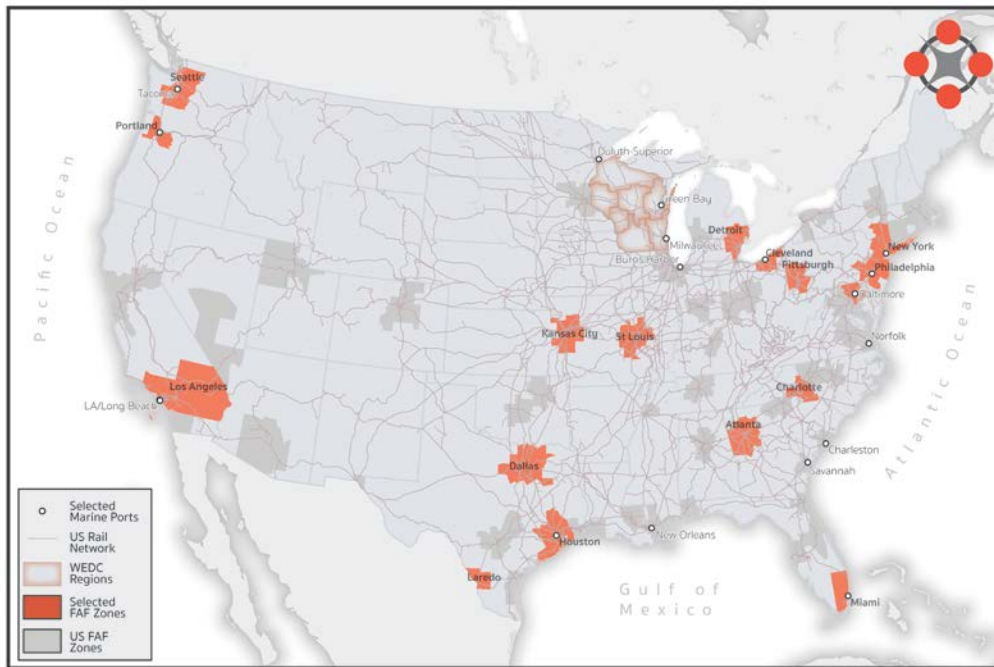 Seattle
Tacoma
Portland
Duluth-Superior
Green Bay
Milwaukee
Detroit
Burns Harbor
Cleveland
Pittsburgh
New York
Philadelphia
Baltimore
Norfolk
Kansas City
St Louis
Los Angeles
LA/Long Beach
Charlotte
Atlanta
Charleston
Savannah
Dallas
Houston
New Orleans
Laredo
Miami
Pacific Ocean
Atlantic Ocean
Gulf of
Mexico
Selected
Marine Ports
US Rail
Network
WEDC
Regions
Selected
FAF Zones
US FAF
Zones